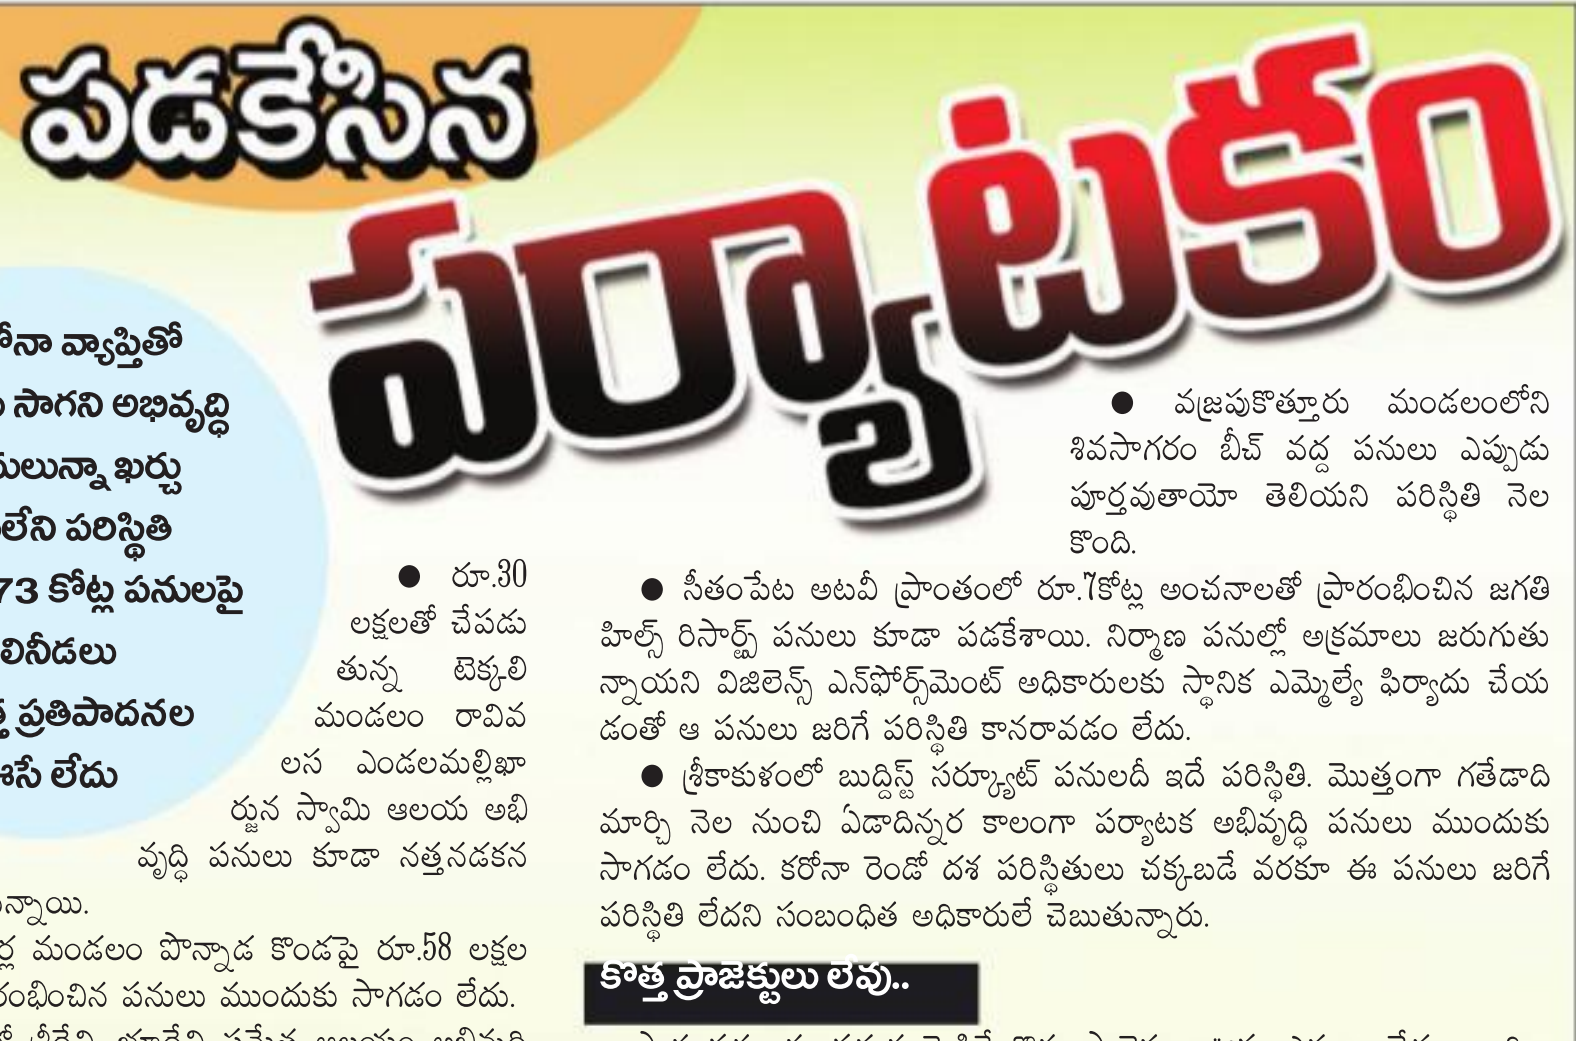 పడకేసిన
పర్యాటకం
వ్యాప్తితో
సాగని అభివృద్ధి
ఖర్చు
పరిస్థితి
73 కోట్ల పనులపై
ప్రతిపాదనల
లేదు
● రూ.30
లక్షలతో చేపడు
తున్న టెక్కలి
మండలం రావివ
లస ఎండలమల్లిఖా
ర్జున స్వామి ఆలయ అభి
వృద్ధి పనులు కూడా నత్తనడకన
మండలం పొన్నాడ కొండపై రూ.58 లక్షల
పనులు ముందుకు సాగడం లేదు.
● వజ్రపుకొత్తూరు మండలంలోని
శివసాగరం బీచ్ వద్ద పనులు ఎప్పుడు
పూర్తవుతాయో తెలియని పరిస్థితి నెల
కొంది.
● సీతంపేట అటవీ ప్రాంతంలో రూ.7కోట్ల అంచనాలతో ప్రారంభించిన జగతి
హిల్స్ రిసార్ట్స్ పనులు కూడా పడకేశాయి. నిర్మాణ పనుల్లో అక్రమాలు జరుగుతు
న్నాయని విజిలెన్స్ ఎన్‌ఫోర్స్‌మెంట్ అధికారులకు స్థానిక ఎమ్మెల్యే ఫిర్యాదు చేయ
డంతో ఆ పనులు జరిగే పరిస్థితి కానరావడం లేదు.
● శ్రీకాకుళంలో బుద్దిస్ట్ సర్క్యూట్ పనులదీ ఇదే పరిస్థితి. మొత్తంగా గతేడాది
మార్చి నెల నుంచి ఏడాదిన్నర కాలంగా పర్యాటక అభివృద్ధి పనులు ముందుకు
సాగడం లేదు. కరోనా రెండో దశ పరిస్థితులు చక్కబడే వరకూ ఈ పనులు జరిగే
పరిస్థితి లేదని సంబంధిత అధికారులే చెబుతున్నారు.
కొత్త ప్రాజెక్టులు లేవు..